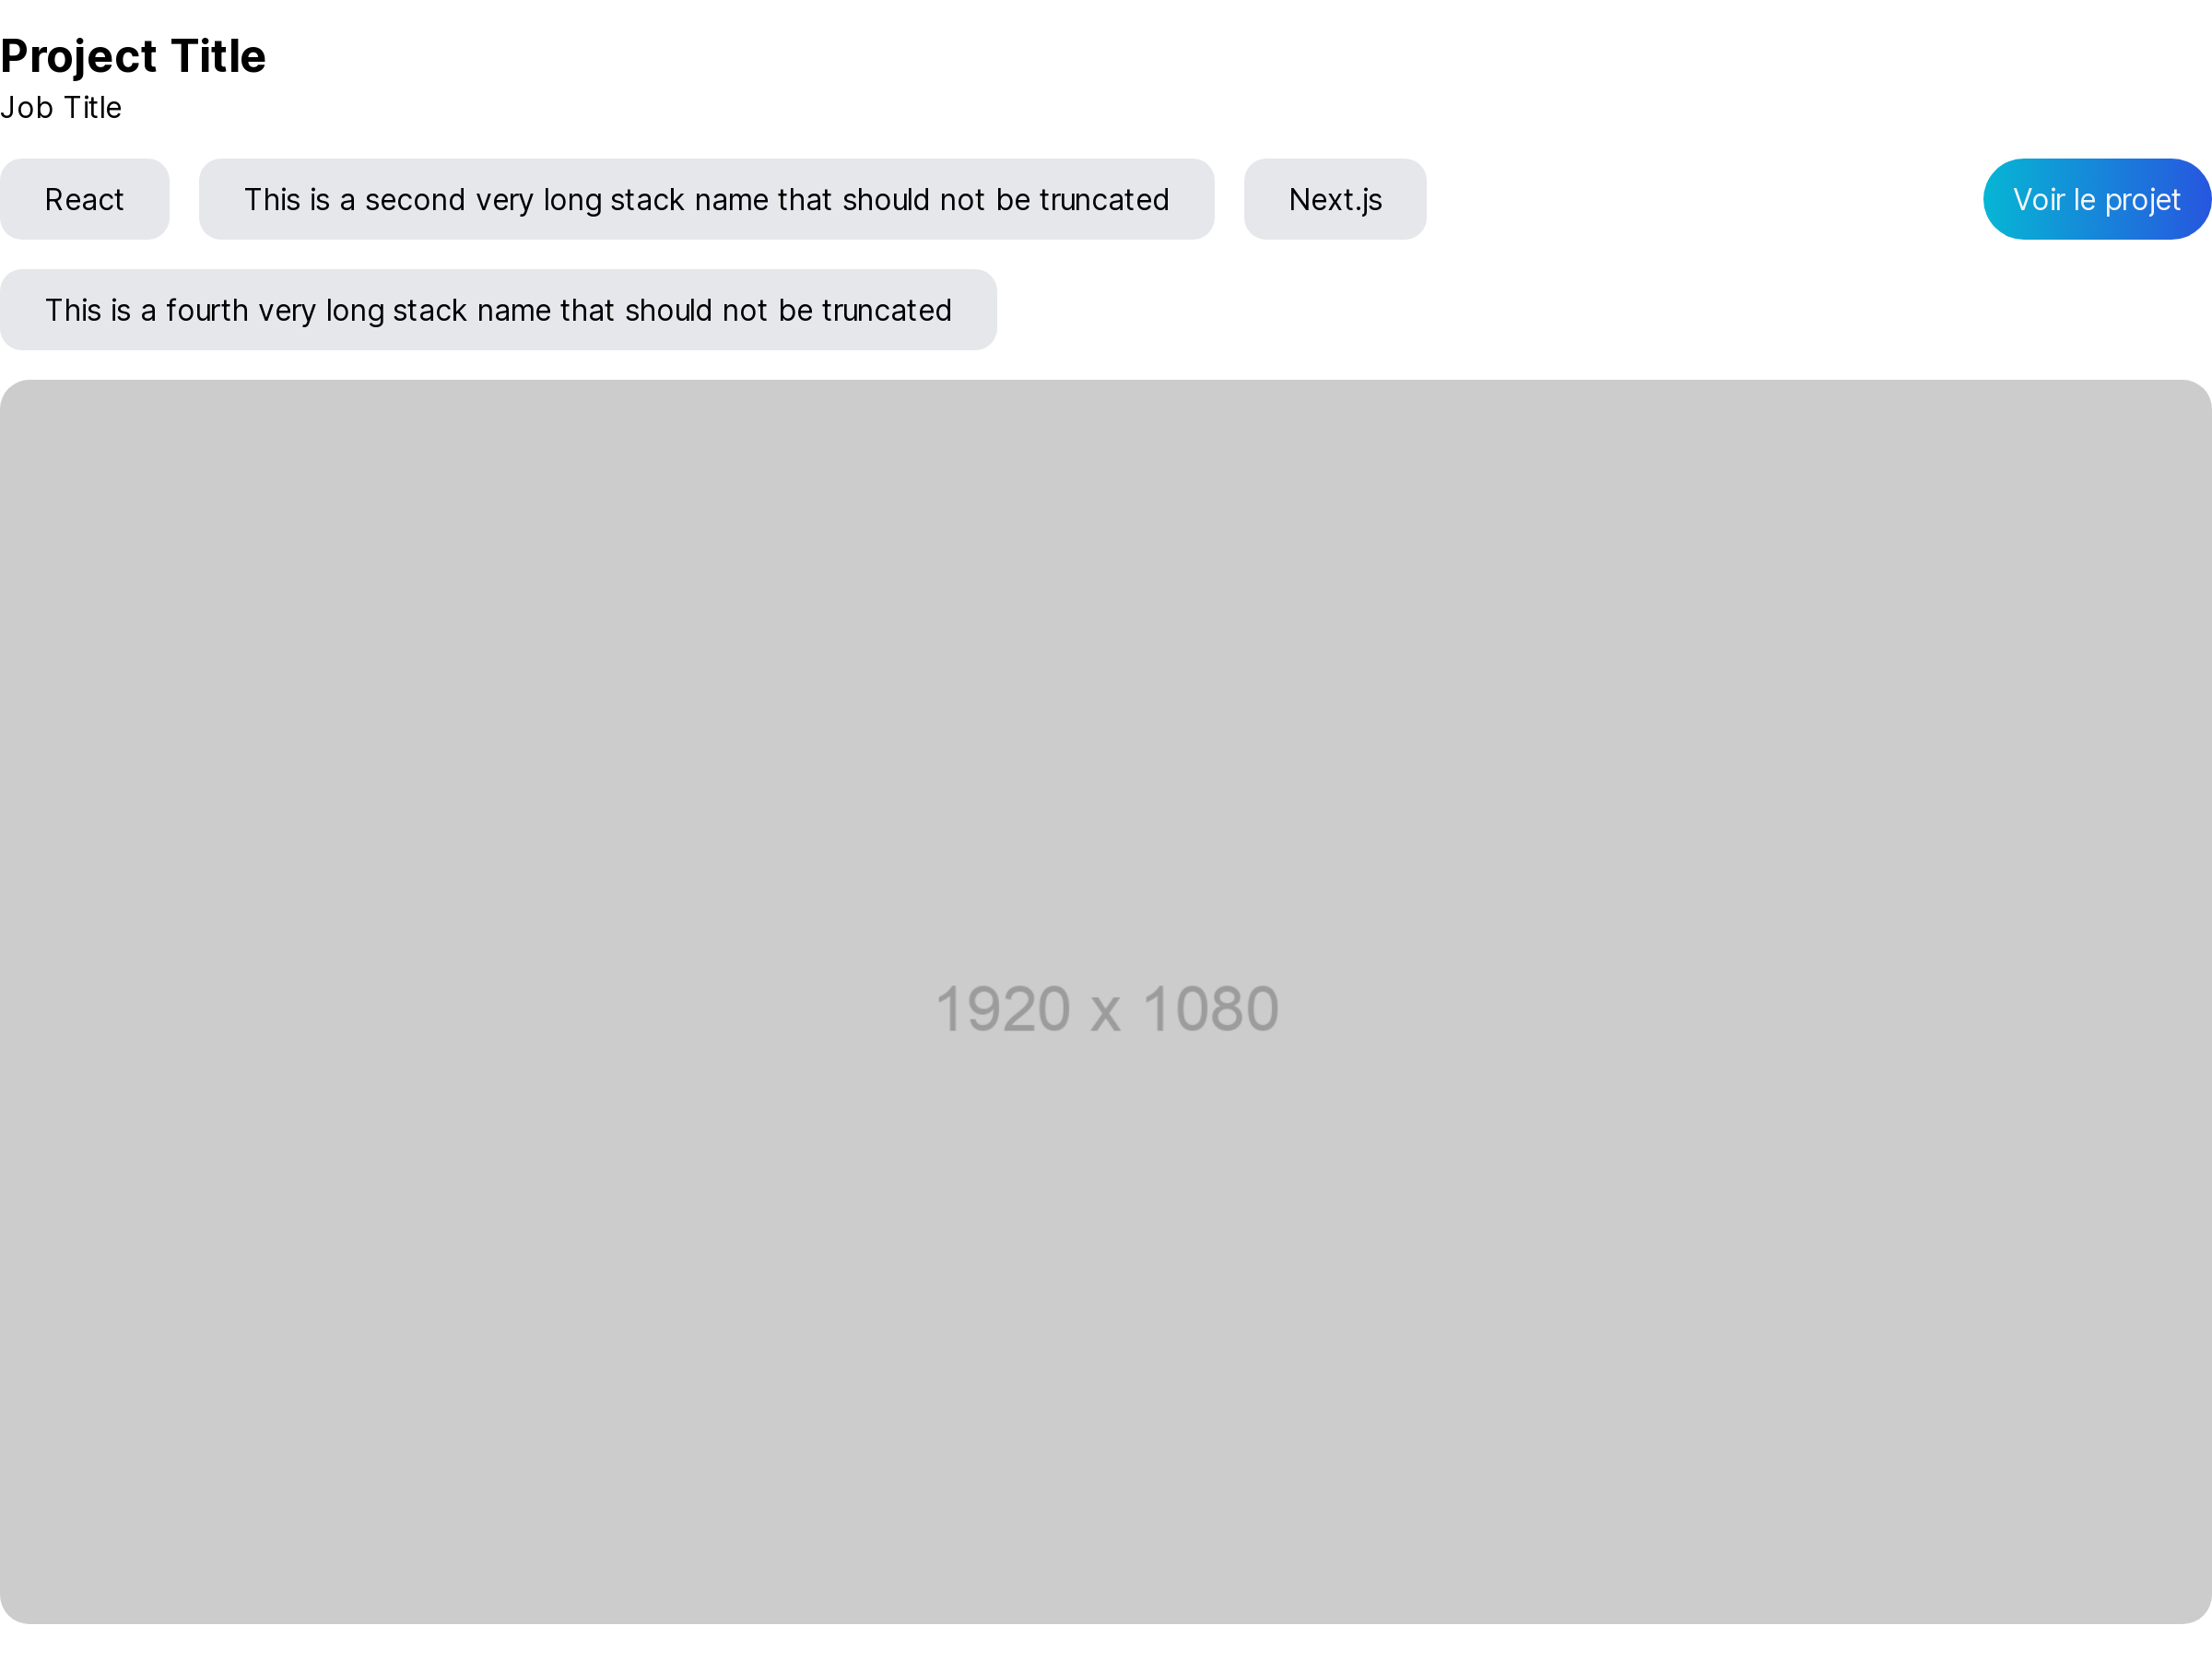 Project Title
Job Title
React
This is a second very long stack name that should not be truncated
Next.js
Voir le projet
This is a fourth very long stack name that should not be truncated
1920 x 1080